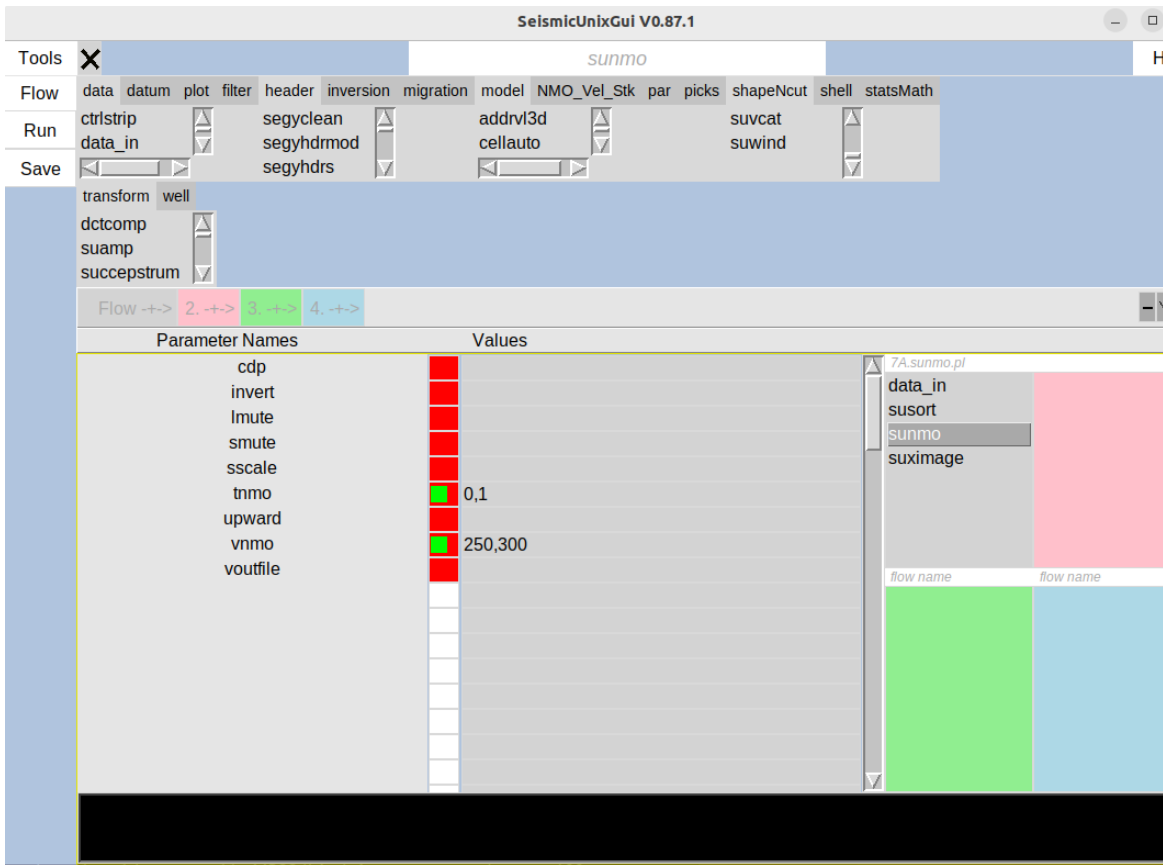 SeismicUnixGui V0.87.1
Tools sunmo H
Flow data datum plot filter header inversion migration model NMO_Vel_Stk par picks shapeNcut shell statsMath
ctrlstrip segyclean addrvl3d suvcat
Run
data_in segyhdrmod cellauto suwind
Save segyhdrs
transform well
dctcomp
suamp
succepstrum
Flow -+-> 2. -+-> 3. -+-> 4. -+->
Parameter Names Values
cdp 7A.sunmo.pl
invert data_in
lmute susort
smute sunmo
sscale suximage
tnmo 0,1
upward
vnmo 250,300
voutfile flow name flow name